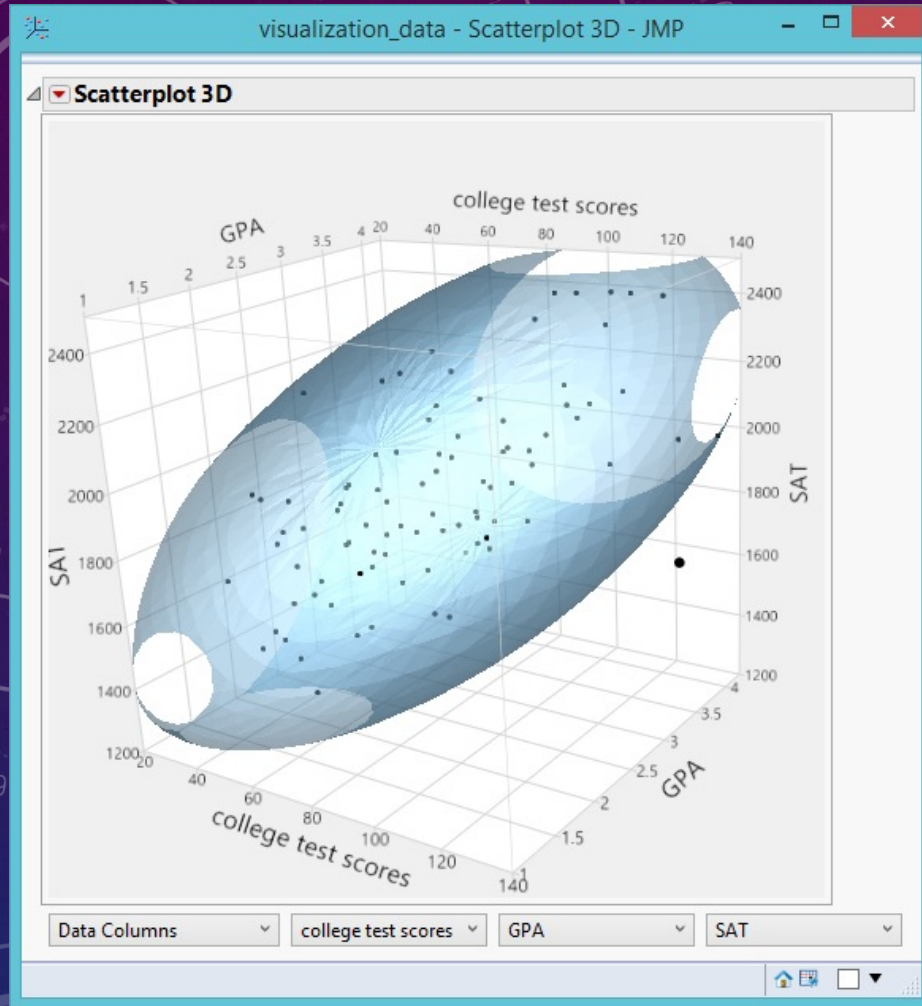 visualization_data - Scatterplot 3D - JMP
Scatterplot 3D
college test scores
GPA
1 1.5 2 2.5 3 3.5 4 20 40 60 80 100 120 140
2400 2400
2200 2200
2000 2000
SAT SAT
1800 1800
1600 1600
1400 1400
1200 1200
20 40 60 80 100 120 140
1 1.5 2 2.5 3 3.5 4
GPA
college test scores
Data Columns college test scores GPA SAT